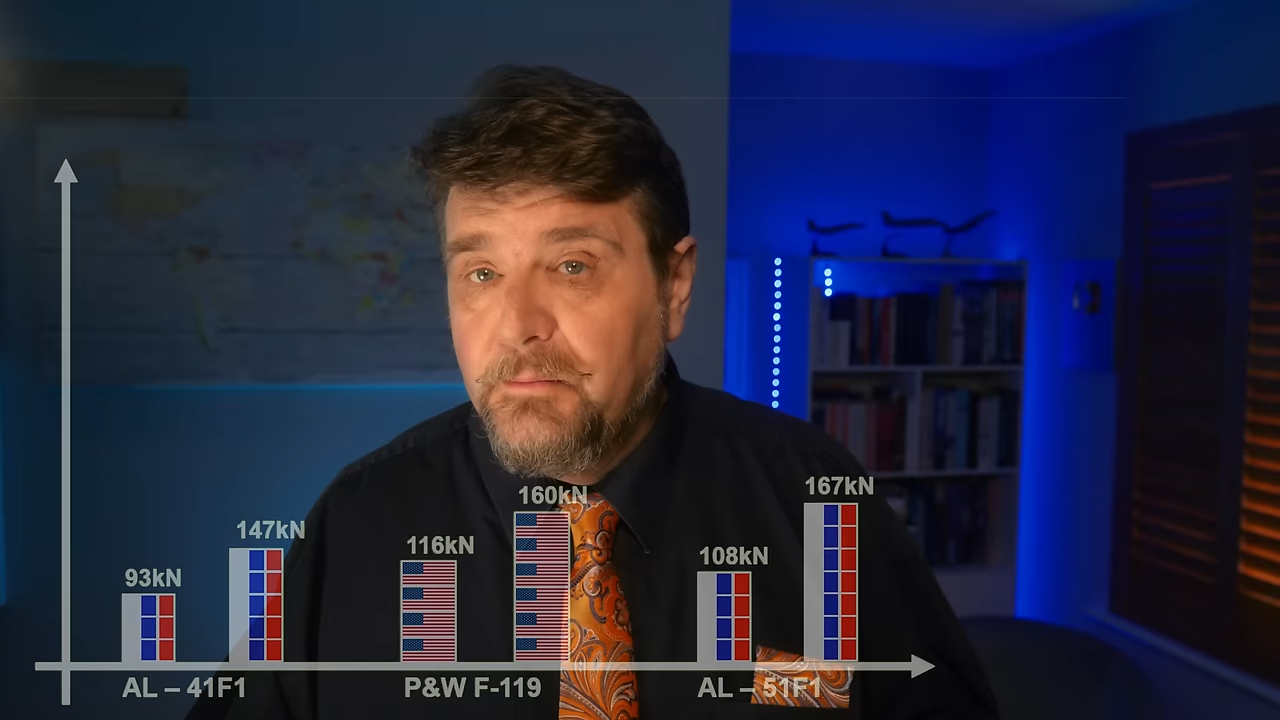 167kN
160kN
147kN
116kN
108kN
93kN
AL – 41F1
P&W F-119
AL – 51F1